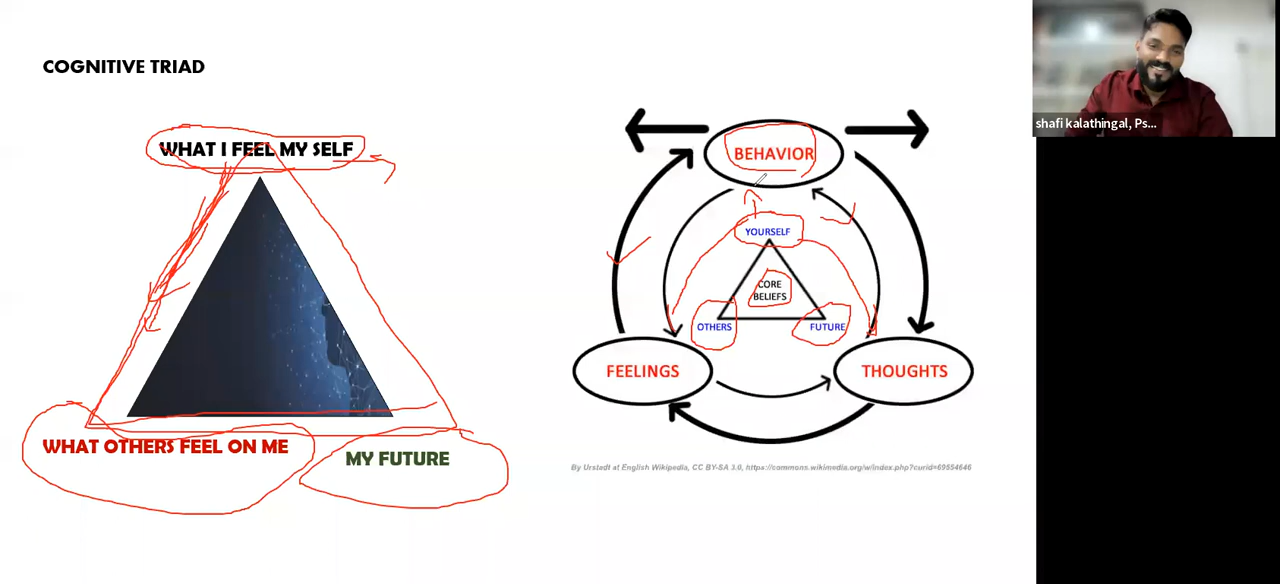 COGNITIVE TRIAD
WHAT I FEEL MY SELF
WHAT OTHERS FEEL ON ME
MY FUTURE
BEHAVIOR
YOURSELF
CORE
BELIEFS
OTHERS
FUTURE
FEELINGS
THOUGHTS
By Urstadt at English Wikipedia, CC BY-SA 3.0, https://commons.wikimedia.org/w/index.php?curid=69554646
shafi kalathingal, Ps...